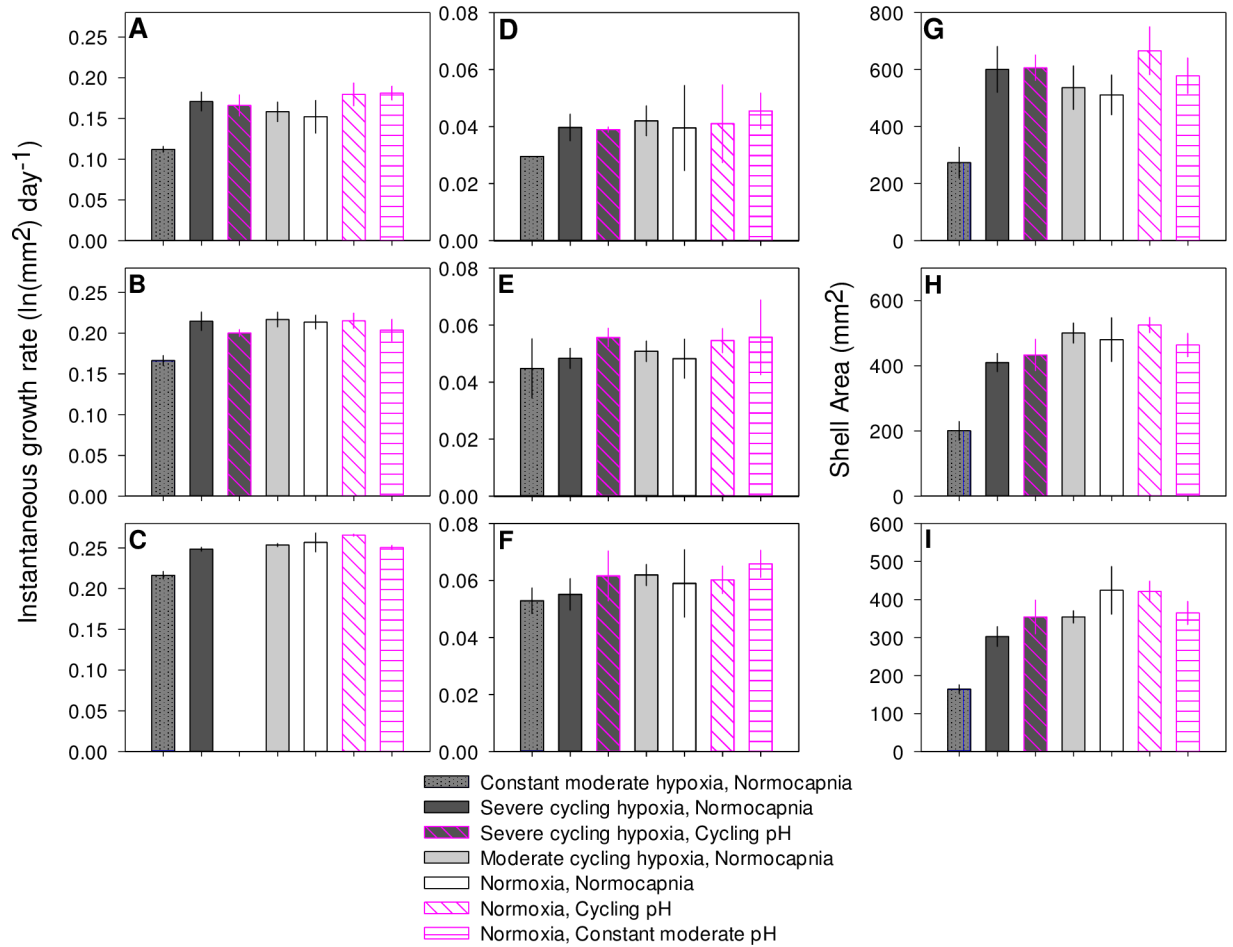 Instantaneous growth rate (ln(mm2) day-1)
A
0.25
0.20
0.15
0.10
0.05
0.00
D
0.08
0.06
0.04
0.02
0.00
Shell Area (mm2)
G
800
600
400
200
0
B
0.25
0.20
0.15
0.10
0.05
0.00
E
0.08
0.06
0.04
0.02
0.00
H
600
400
200
0
C
0.25
0.20
0.15
0.10
0.05
0.00
F
0.08
0.06
0.04
0.02
0.00
I
600
500
400
300
200
100
0
Constant moderate hypoxia, Normocapnia
Severe cycling hypoxia, Normocapnia
Severe cycling hypoxia, Cycling pH
Moderate cycling hypoxia, Normocapnia
Normoxia, Normocapnia
Normoxia, Cycling pH
Normoxia, Constant moderate pH